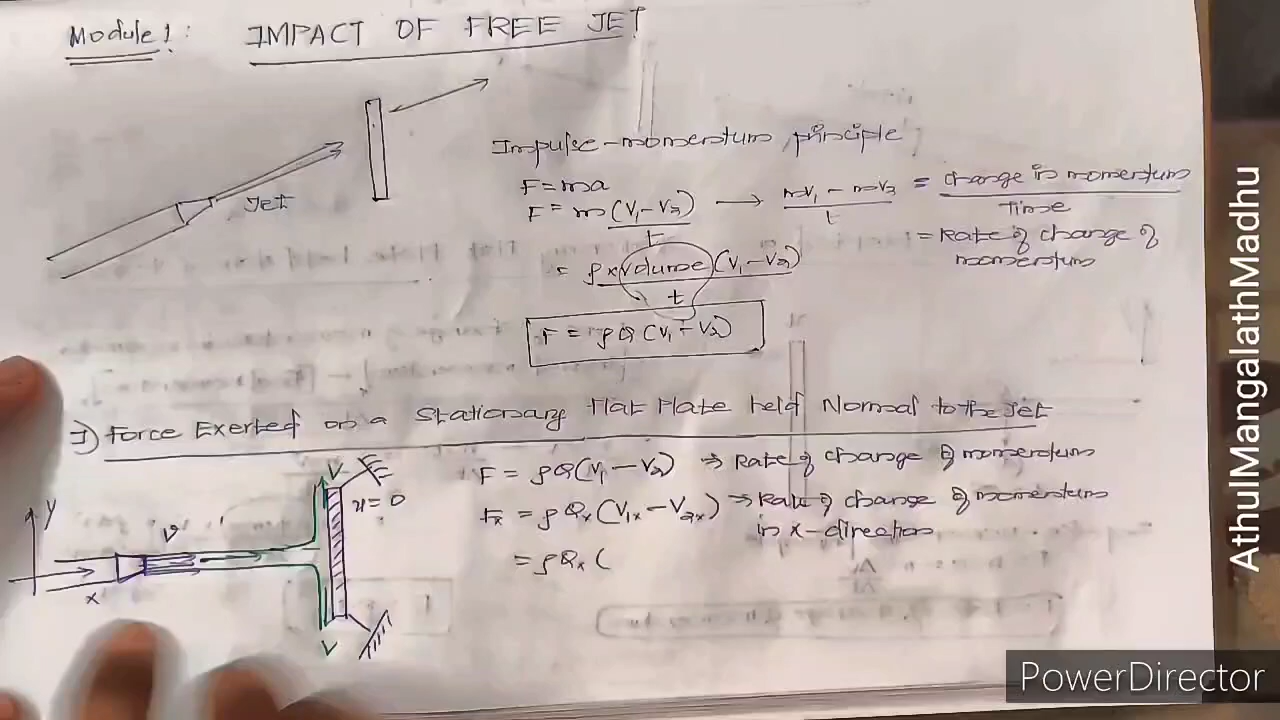 Module 1: IMPACT OF FREE JET
Jet
Impulse-momentum principle
F = ma
F = m(V₁ - V₂)/t → (mV₁ - mV₂)/t = Change in momentum / Time
= Rate of change of momentum
= ρ × Volume (V₁ - V₂) / t
F = ρQ (V₁ - V₂)
I) Force Exerted on a Stationary Flat Plate held Normal to the Jet
F = ρQ(V₁ - V₂) ⇒ Rate of change of momentum
Fx = ρQx (V1x - V2x) ⇒ Rate of change of momentum
in x-direction
= ρQx (
y
x
V
V
u = 0
V
AthulMangalathMadhu
PowerDirector